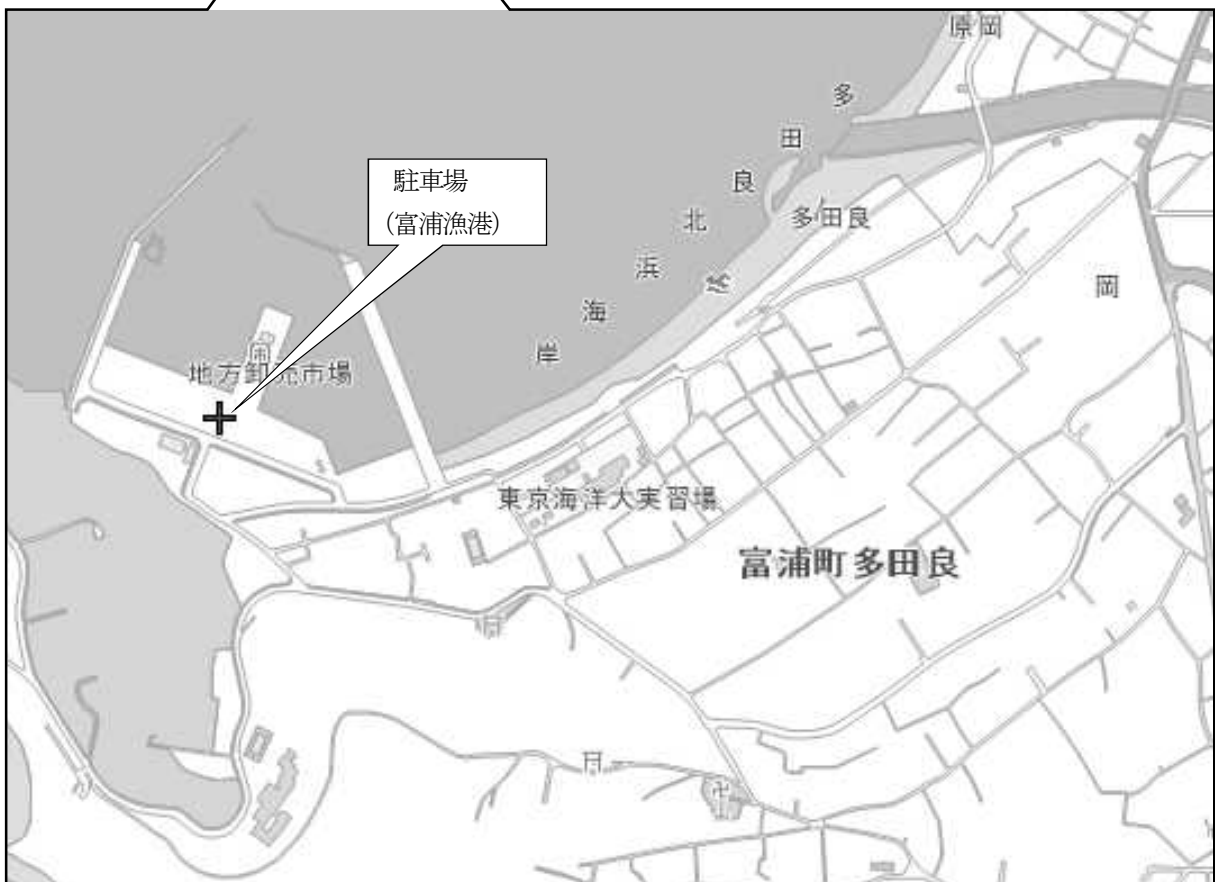 原岡
多田良北浜海岸
駐車場
(富浦漁港)
多田良
岡
地方卸売市場
東京海洋大実習場
富浦町多田良